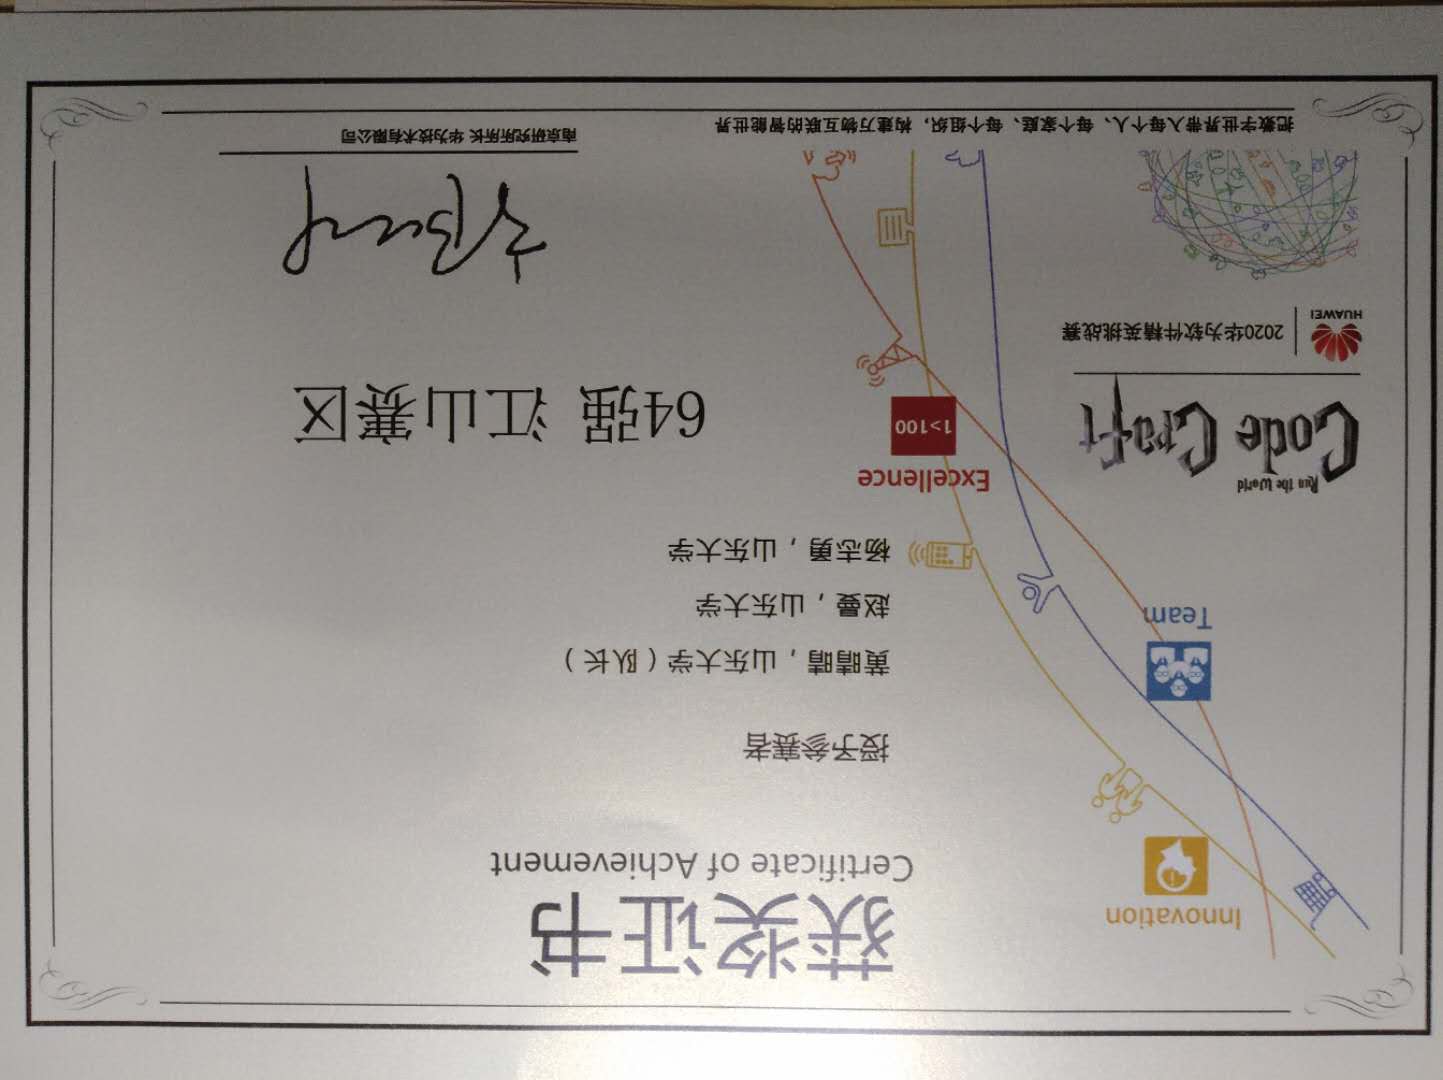 获奖证书
Certificate of Achievement
Innovation
授予参赛者
黄晴晴，山东大学（队长）
赵曼，山东大学
杨志勇，山东大学
Team
Excellence
1>100
64强 江山赛区
Run the World
Code Craft
HUAWEI
2020华为软件精英挑战赛
南京研究所所长 华为技术有限公司
把数字世界带入每个人、每个家庭、每个组织，构建万物互联的智能世界